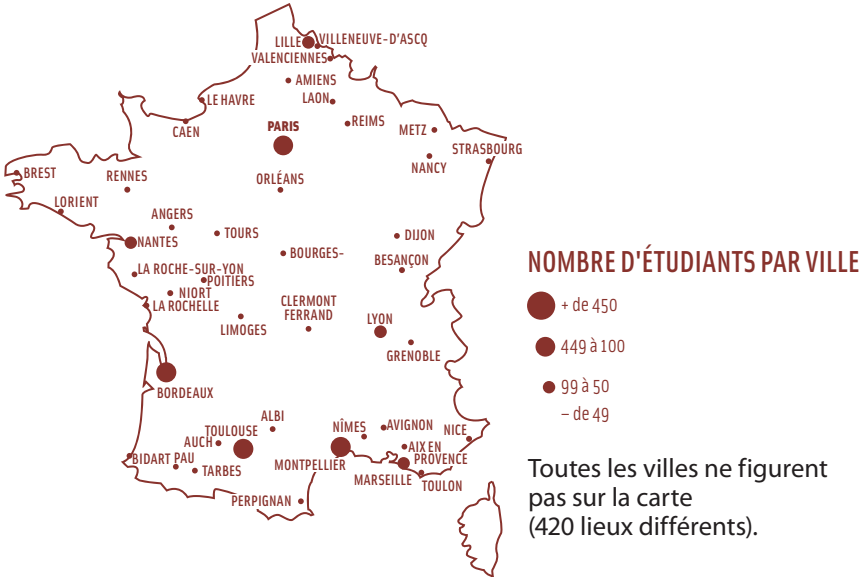 LILLE
VILLENEUVE-D'ASCQ
VALENCIENNES
AMIENS
LE HAVRE
LAON
CAEN
PARIS
REIMS
METZ
STRASBOURG
NANCY
BREST
RENNES
ORLÉANS
LORIENT
ANGERS
TOURS
DIJON
NANTES
BOURGES-
BESANÇON
LA ROCHE-SUR-YON
POITIERS
NIORT
LA ROCHELLE
CLERMONT
FERRAND
LYON
LIMOGES
GRENOBLE
BORDEAUX
ALBI
TOULOUSE
NÎMES
AVIGNON
NICE
AUCH
AIX EN
PROVENCE
BIDART
PAU
TARBES
MONTPELLIER
MARSEILLE
TOULON
PERPIGNAN
NOMBRE D'ÉTUDIANTS PAR VILLE
+ de 450
449 à 100
99 à 50
– de 49
Toutes les villes ne figurent
pas sur la carte
(420 lieux différents).